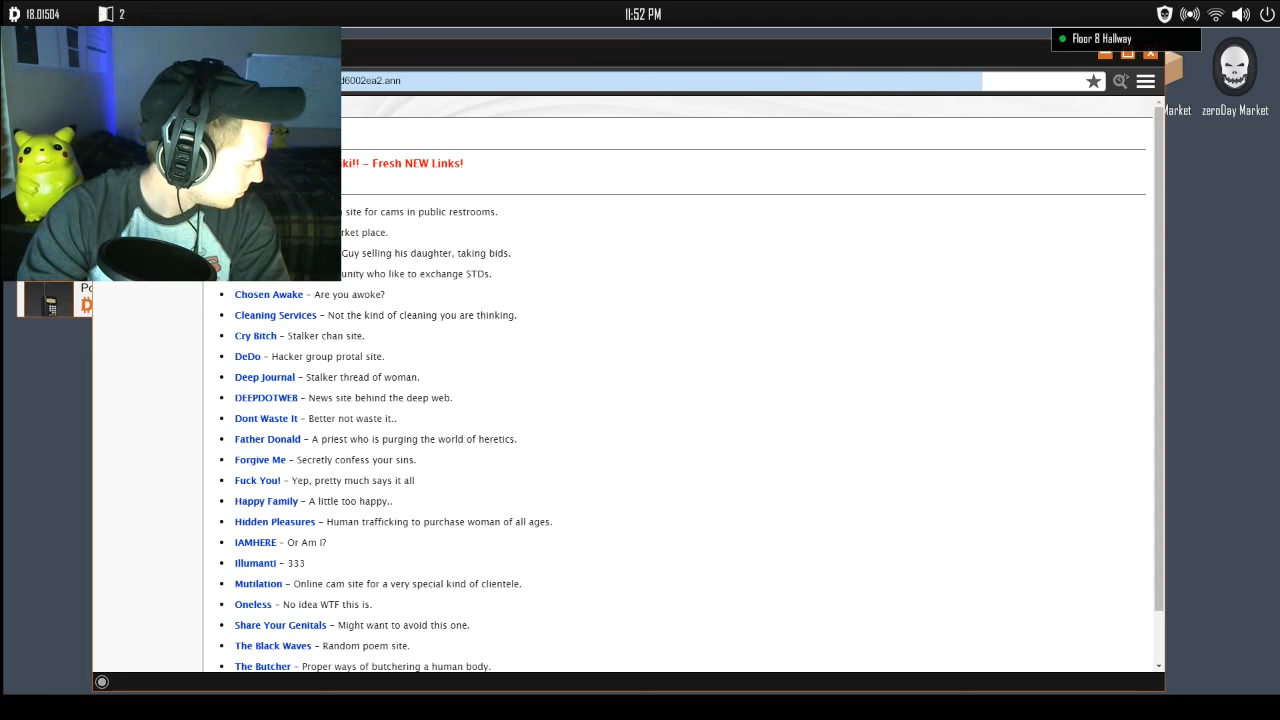 18.01504
2
11:52 PM
Floor 8 Hallway
d6002ea2.ann
Market
zeroDay Market
ki!! – Fresh NEW Links!
site for cams in public restrooms.
rket place.
Guy selling his daughter, taking bids.
unity who like to exchange STDs.
Po
• Chosen Awake – Are you awoke?
• Cleaning Services – Not the kind of cleaning you are thinking.
• Cry Bitch – Stalker chan site.
• DeDo – Hacker group protal site.
• Deep Journal – Stalker thread of woman.
• DEEPDOTWEB – News site behind the deep web.
• Dont Waste It – Better not waste it..
• Father Donald – A priest who is purging the world of heretics.
• Forgive Me – Secretly confess your sins.
• Fuck You! – Yep, pretty much says it all
• Happy Family – A little too happy..
• Hidden Pleasures – Human trafficking to purchase woman of all ages.
• IAMHERE – Or Am I?
• Illumanti – 333
• Mutilation – Online cam site for a very special kind of clientele.
• Oneless – No idea WTF this is.
• Share Your Genitals – Might want to avoid this one.
• The Black Waves – Random poem site.
• The Butcher – Proper ways of butchering a human body.